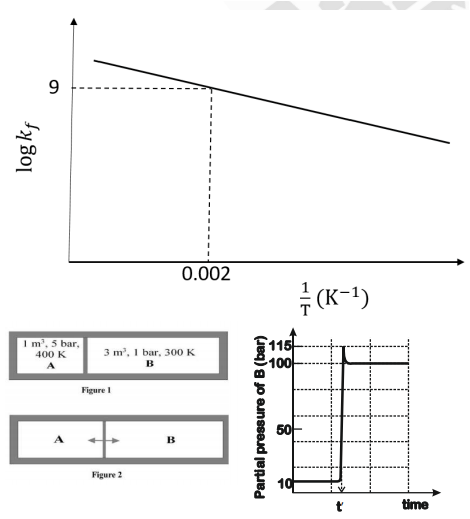 9
log k_f
0.002
1/T (K⁻¹)
1 m³, 5 bar,
400 K
A
3 m³, 1 bar, 300 K
B
Figure 1
A
B
Figure 2
Partial pressure of B (bar)
115
100
50
10
t
time